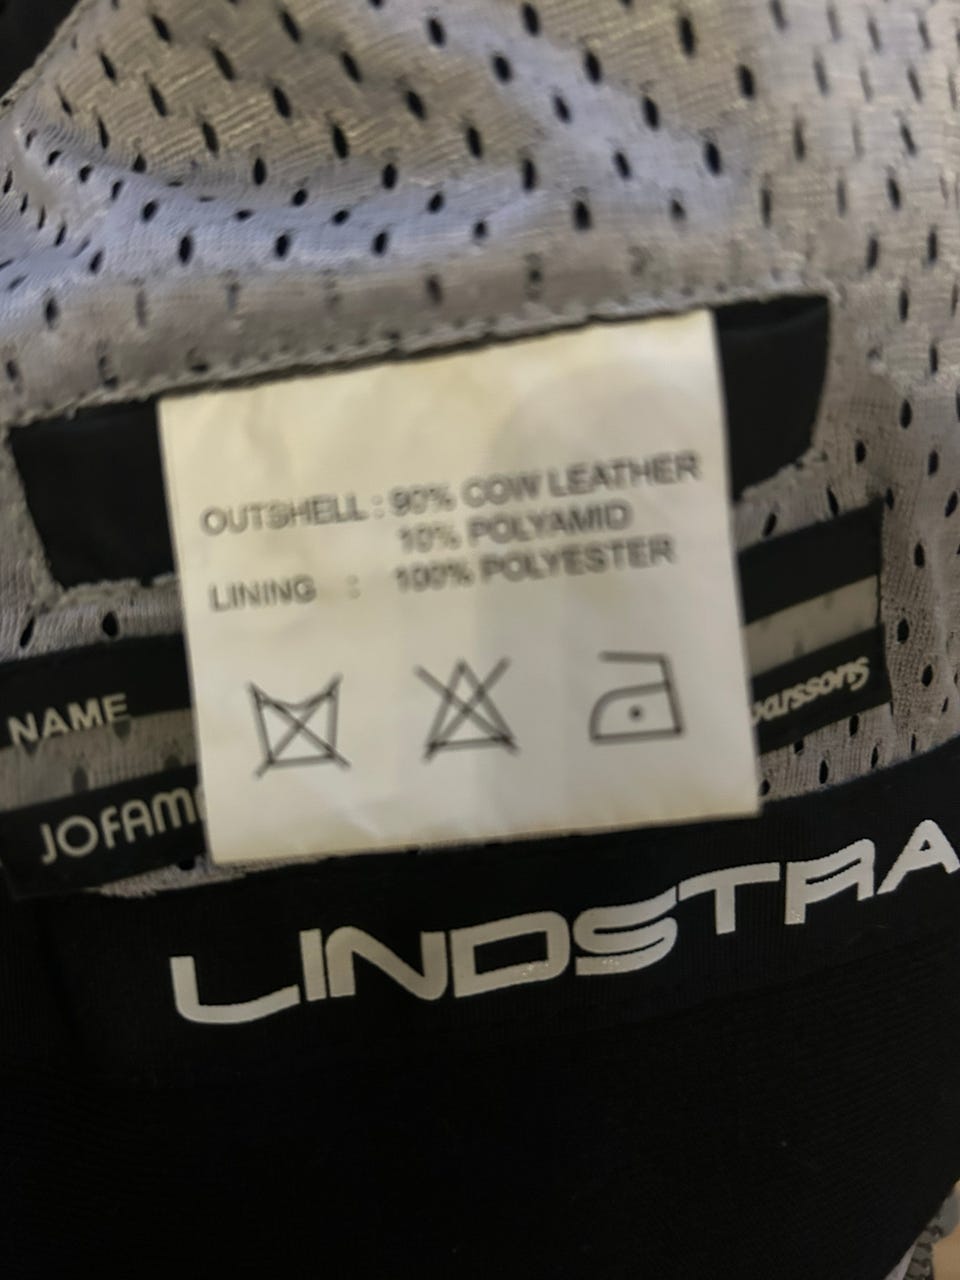 OUTSHELL : 90% COW LEATHER
10% POLYAMID
LINING : 100% POLYESTER
NAME
JOFAM
LINDSTRA